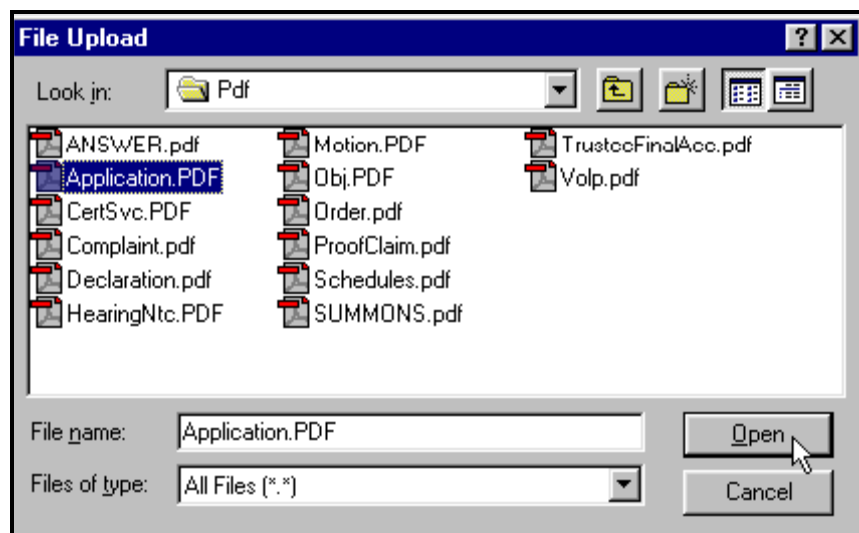 File Upload
Look in:
Pdf
ANSWER.pdf
Application.PDF
CertSvc.PDF
Complaint.pdf
Declaration.pdf
HearingNtc.PDF
Motion.PDF
Obj.PDF
Order.pdf
ProofClaim.pdf
Schedules.pdf
SUMMONS.pdf
TrusteeFinalAcc.pdf
Volp.pdf
File name:
Application.PDF
Open
Files of type:
All Files (*.*)
Cancel